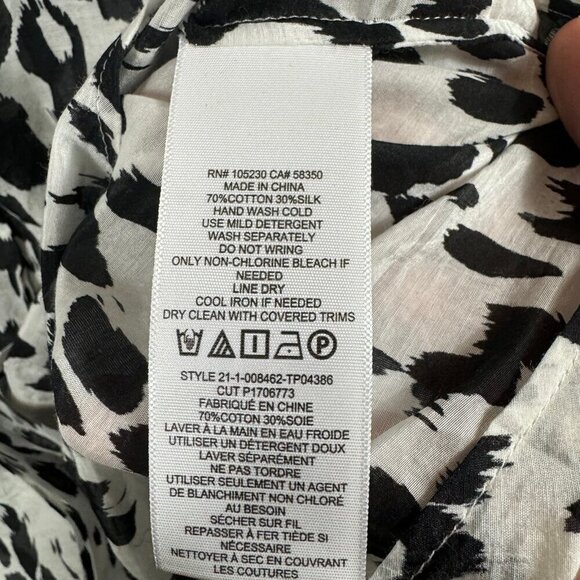 RN# 105230 CA# 58350
MADE IN CHINA
70%COTTON 30%SILK
HAND WASH COLD
USE MILD DETERGENT
WASH SEPARATELY
DO NOT WRING
ONLY NON-CHLORINE BLEACH IF
NEEDED
LINE DRY
COOL IRON IF NEEDED
DRY CLEAN WITH COVERED TRIMS
P
STYLE 21-1-008462-TP04386
CUT P1706773
FABRIQUÉ EN CHINE
70%COTON 30%SOIE
LAVER À LA MAIN EN EAU FROIDE
UTILISER UN DÉTERGENT DOUX
LAVER SÉPARÉMENT
NE PAS TORDRE
UTILISER SEULEMENT UN AGENT
DE BLANCHIMENT NON CHLORÉ
AU BESOIN
SÉCHER SUR FIL
REPASSER À FER TIÈDE SI
NÉCESSAIRE
NETTOYER À SEC EN COUVRANT
LES COUTURES